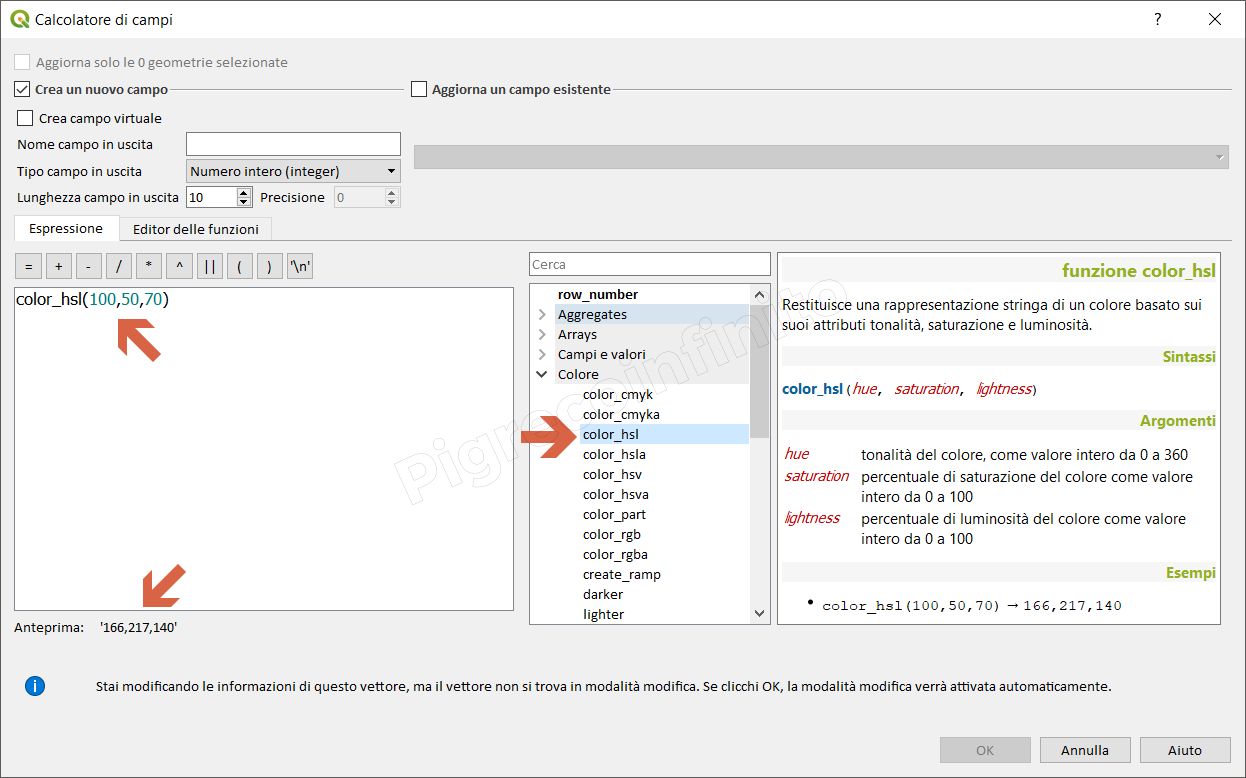 Calcolatore di campi
?
Aggiorna solo le 0 geometrie selezionate
Crea un nuovo campo
Aggiorna un campo esistente
Crea campo virtuale
Nome campo in uscita
Tipo campo in uscita Numero intero (integer)
Lunghezza campo in uscita 10 Precisione 0
Espressione Editor delle funzioni
= + - / * ^ || ( ) '\n'
color_hsl(100,50,70)
Anteprima: '166,217,140'
Cerca
row_number
Aggregates
Arrays
Campi e valori
Colore
color_cmyk
color_cmyka
color_hsl
color_hsla
color_hsv
color_hsva
color_part
color_rgb
color_rgba
create_ramp
darker
lighter
funzione color_hsl
Restituisce una rappresentazione stringa di un colore basato sui
suoi attributi tonalità, saturazione e luminosità.
Sintassi
color_hsl(hue, saturation, lightness)
Argomenti
hue tonalità del colore, come valore intero da 0 a 360
saturation percentuale di saturazione del colore come valore
intero da 0 a 100
lightness percentuale di luminosità del colore come valore
intero da 0 a 100
Esempi
• color_hsl(100,50,70) → 166,217,140
Pigrecoinfinito
i
Stai modificando le informazioni di questo vettore, ma il vettore non si trova in modalità modifica. Se clicchi OK, la modalità modifica verrà attivata automaticamente.
OK Annulla Aiuto